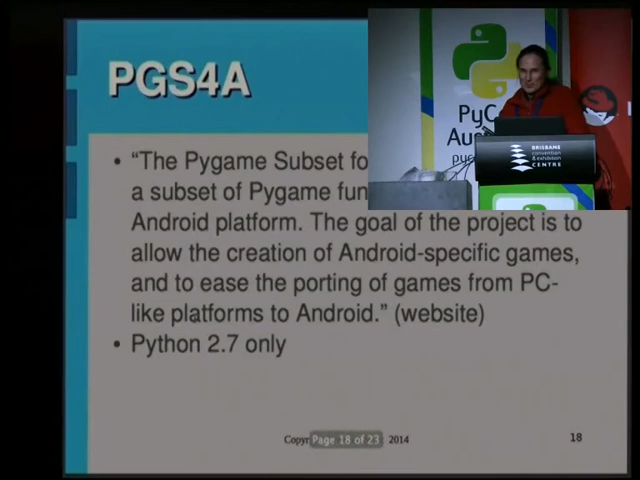 PGS4A
• “The Pygame Subset fo
a subset of Pygame fun
Android platform. The goal of the project is to
allow the creation of Android-specific games,
and to ease the porting of games from PC-
like platforms to Android.” (website)
• Python 2.7 only
Copyr Page 18 of 23 2014
18
PyC
Au
BRISBANE
convention
& exhibition
CENTRE